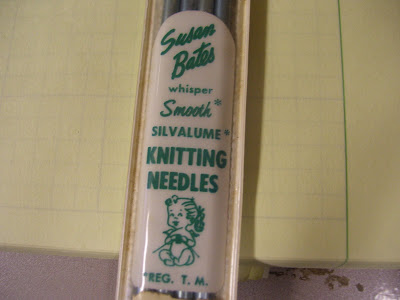 Susan
Bates
whisper
Smooth*
SILVALUME*
KNITTING
NEEDLES
*REG. T. M.